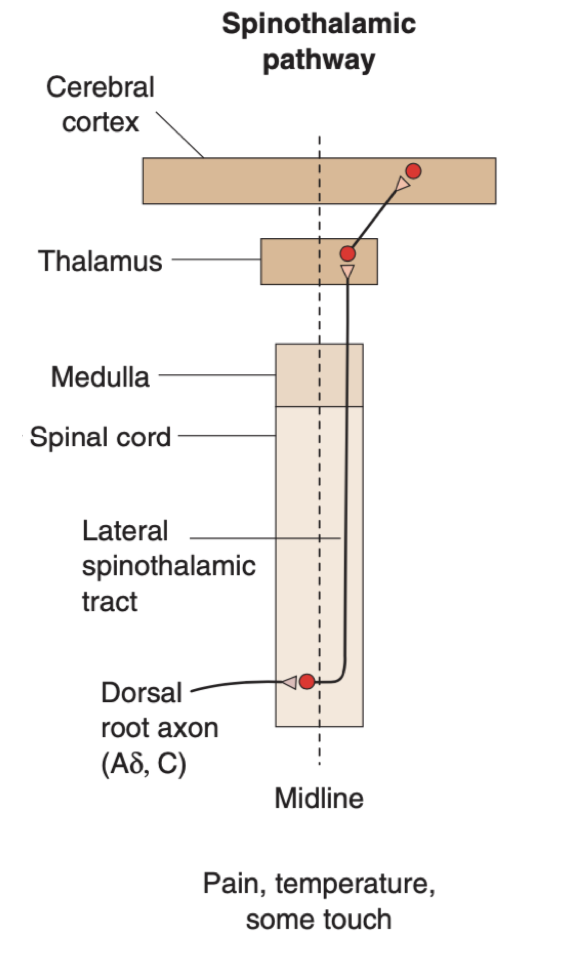 Spinothalamic
pathway
Cerebral
cortex
Thalamus
Medulla
Spinal cord
Lateral
spinothalamic
tract
Dorsal
root axon
(Aδ, C)
Midline
Pain, temperature,
some touch